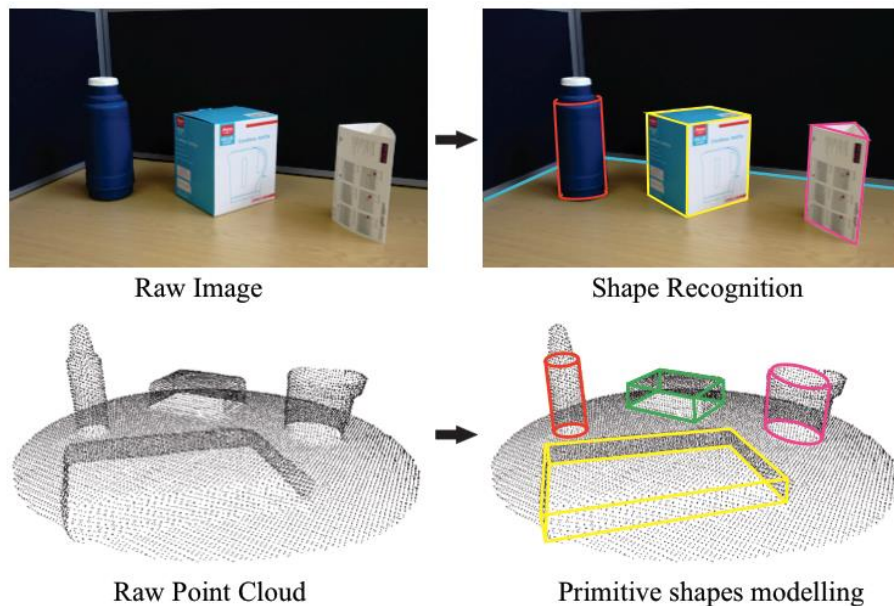 Raw Image
Shape Recognition
Raw Point Cloud
Primitive shapes modelling